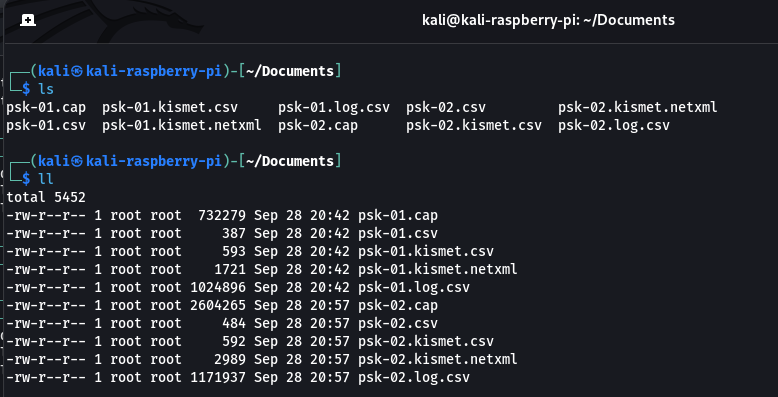 kali@kali-raspberry-pi: ~/Documents
┌──(kali㉿kali-raspberry-pi)-[~/Documents]
└─$ ls
psk-01.cap  psk-01.kismet.csv     psk-01.log.csv  psk-02.csv         psk-02.kismet.netxml
psk-01.csv  psk-01.kismet.netxml  psk-02.cap      psk-02.kismet.csv  psk-02.log.csv
┌──(kali㉿kali-raspberry-pi)-[~/Documents]
└─$ ll
total 5452
-rw-r--r-- 1 root root  732279 Sep 28 20:42 psk-01.cap
-rw-r--r-- 1 root root     387 Sep 28 20:42 psk-01.csv
-rw-r--r-- 1 root root     593 Sep 28 20:42 psk-01.kismet.csv
-rw-r--r-- 1 root root    1721 Sep 28 20:42 psk-01.kismet.netxml
-rw-r--r-- 1 root root 1024896 Sep 28 20:42 psk-01.log.csv
-rw-r--r-- 1 root root 2604265 Sep 28 20:57 psk-02.cap
-rw-r--r-- 1 root root     484 Sep 28 20:57 psk-02.csv
-rw-r--r-- 1 root root     592 Sep 28 20:57 psk-02.kismet.csv
-rw-r--r-- 1 root root    2989 Sep 28 20:57 psk-02.kismet.netxml
-rw-r--r-- 1 root root 1171937 Sep 28 20:57 psk-02.log.csv